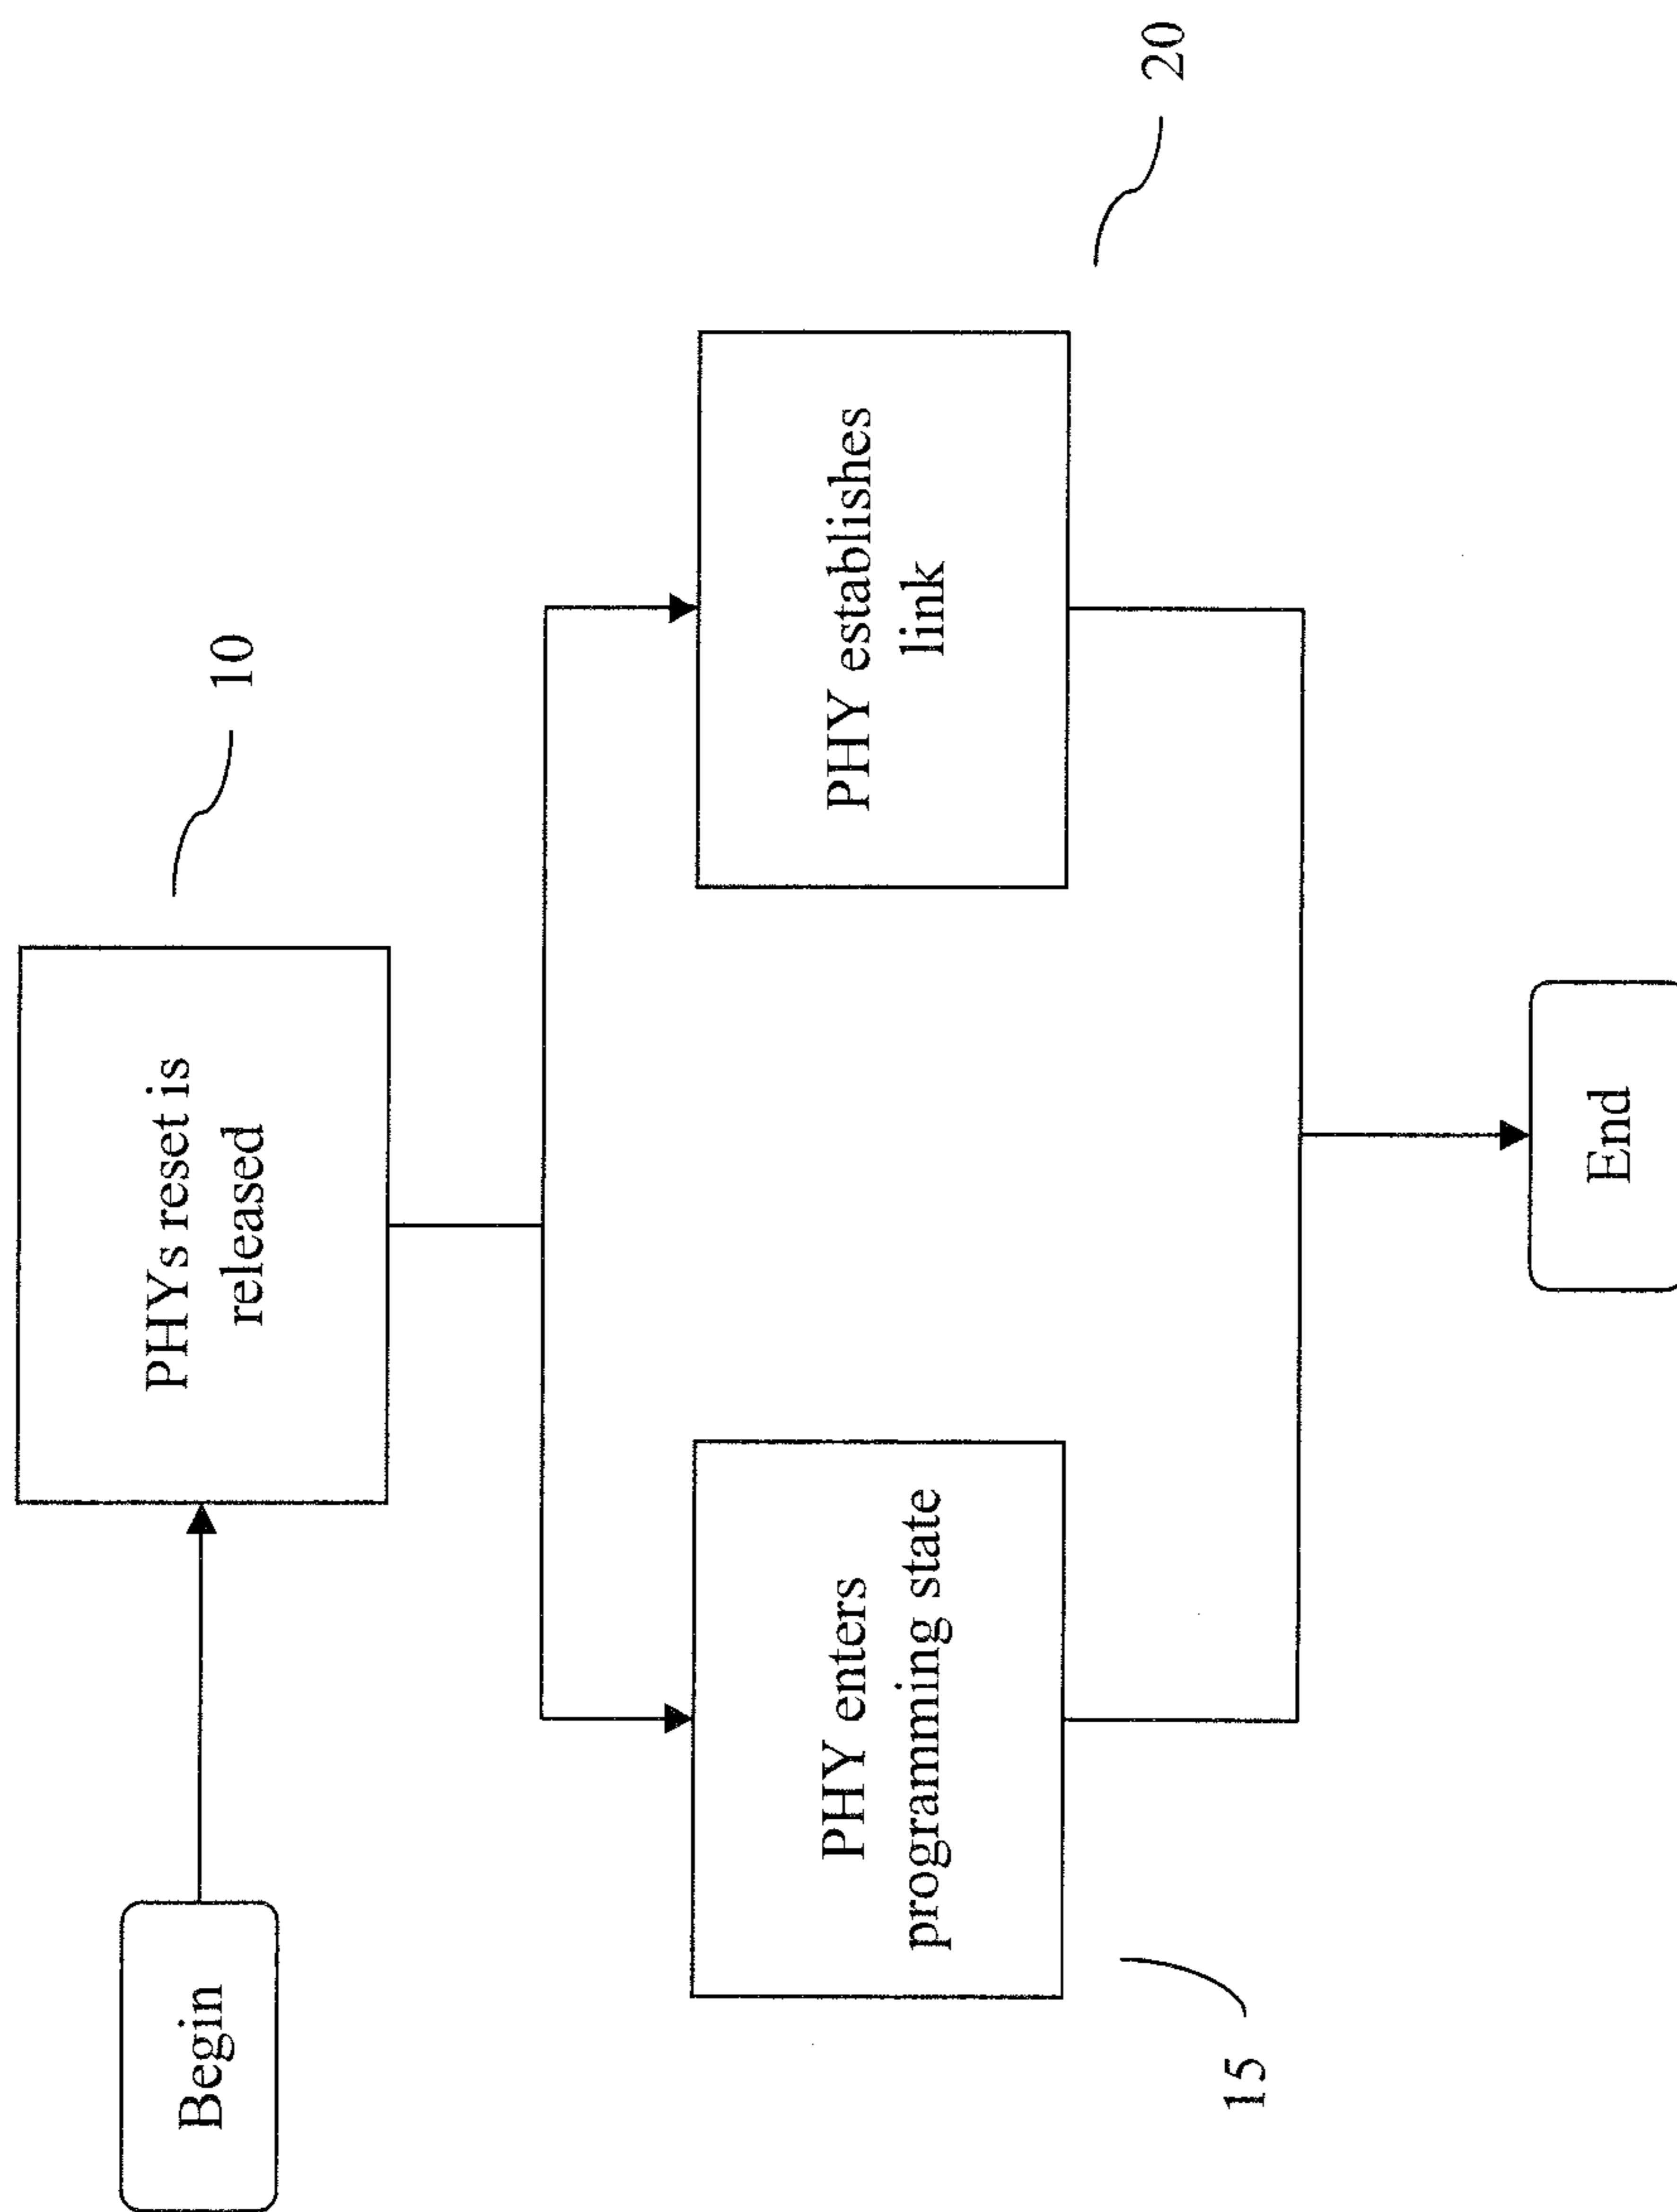 Begin
PHYs reset is
released
10
PHY enters
programming state
15
PHY establishes
link
20
End